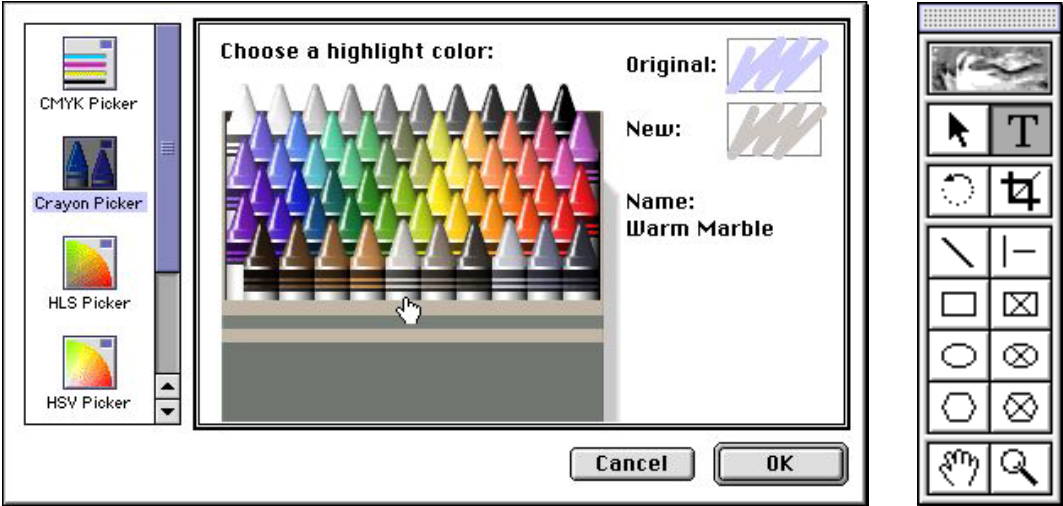 Choose a highlight color:
Original:
New:
Name:
Warm Marble
CMYK Picker
Crayon Picker
HLS Picker
HSV Picker
Cancel
OK
T